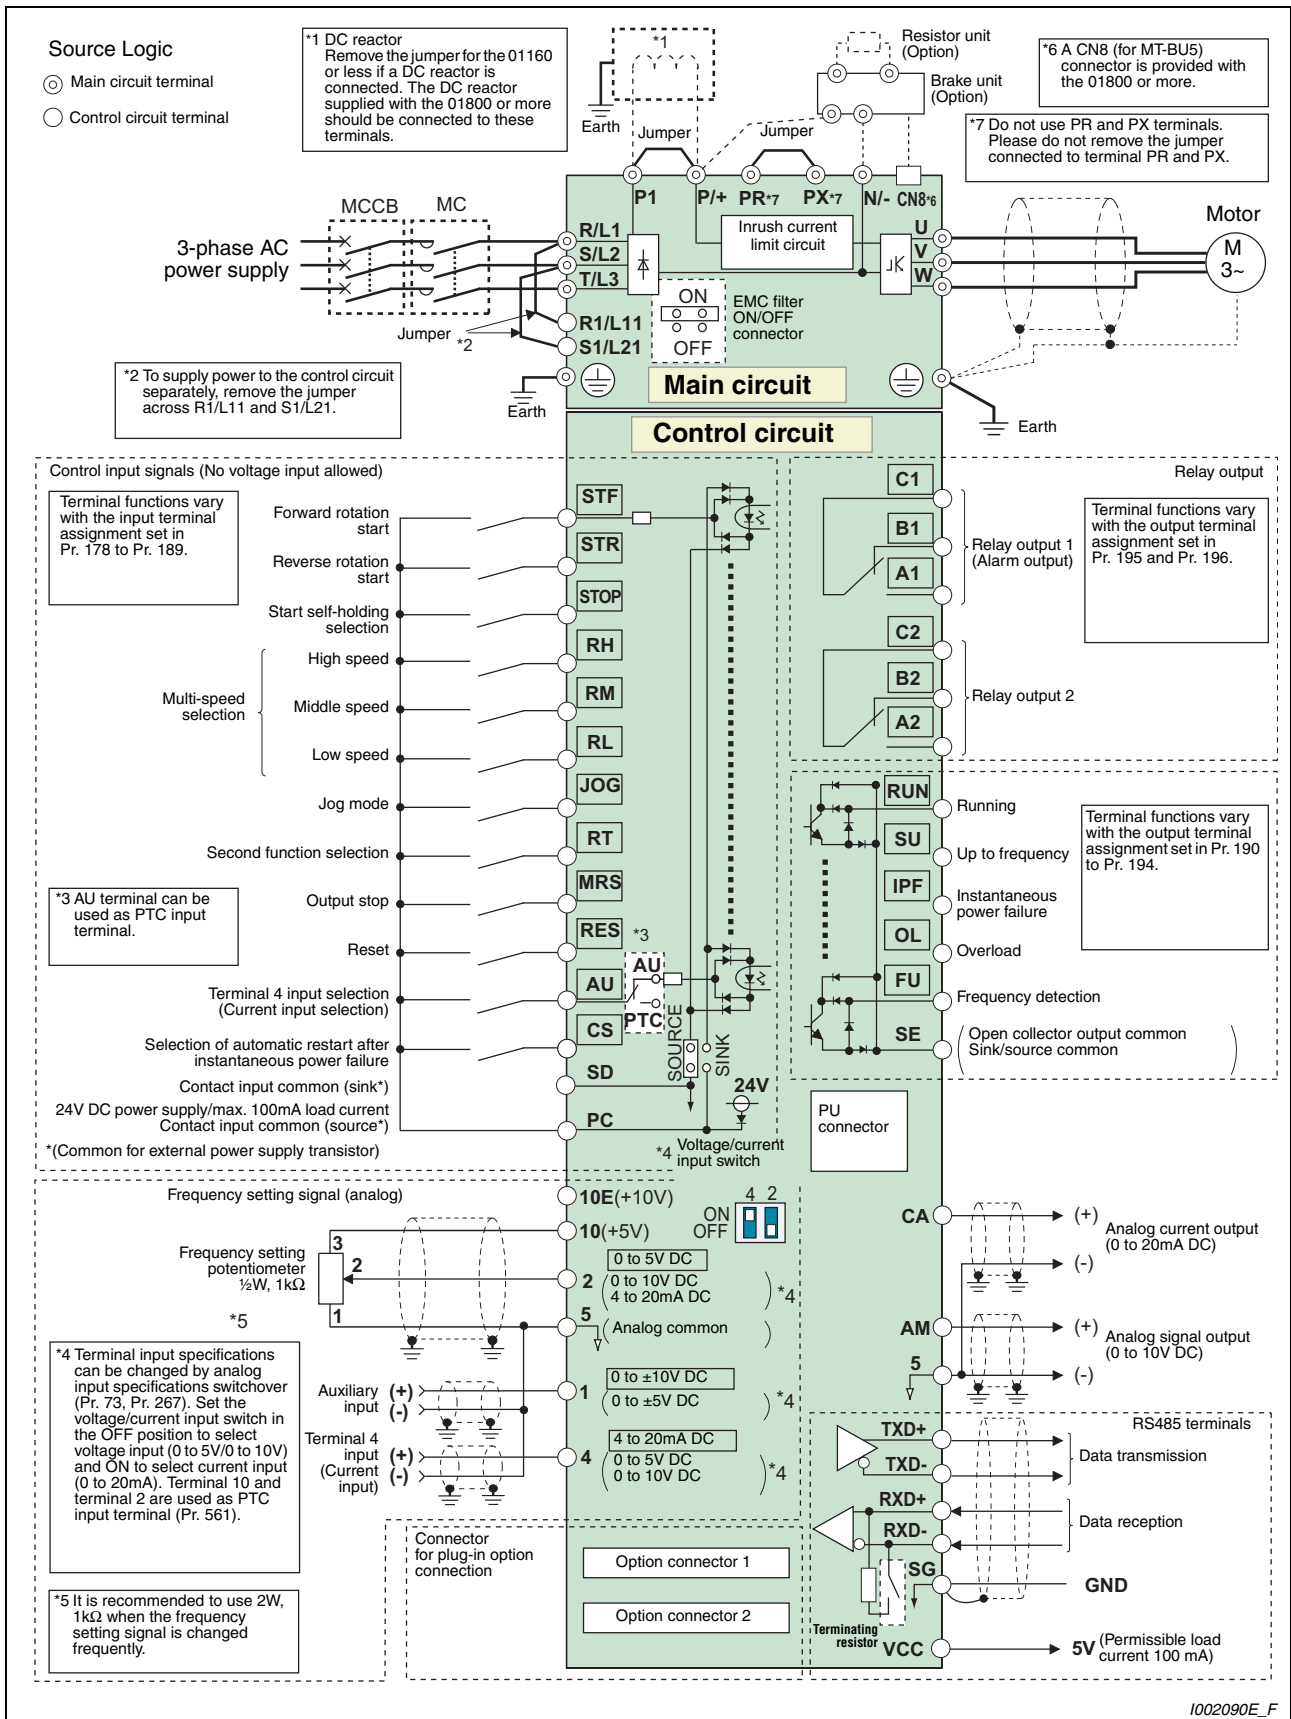 Source Logic
Main circuit terminal
Control circuit terminal
*1 DC reactor
Remove the jumper for the 01160
or less if a DC reactor is
connected. The DC reactor
supplied with the 01800 or more
should be connected to these
terminals.
*1
Earth
Jumper
Jumper
Resistor unit
(Option)
Brake unit
(Option)
*6 A CN8 (for MT-BU5)
connector is provided with
the 01800 or more.
*7 Do not use PR and PX terminals.
Please do not remove the jumper
connected to terminal PR and PX.
P1
P/+
PR*7
PX*7
N/-
CN8*6
MCCB
MC
3-phase AC
power supply
R/L1
S/L2
T/L3
R1/L11
S1/L21
Jumper
*2
Inrush current
limit circuit
ON
OFF
EMC filter
ON/OFF
connector
U
V
W
Motor
M
3~
*2 To supply power to the control circuit
separately, remove the jumper
across R1/L11 and S1/L21.
Earth
Main circuit
Earth
Control circuit
Control input signals (No voltage input allowed)
Terminal functions vary
with the input terminal
assignment set in
Pr. 178 to Pr. 189.
Forward rotation
start
STF
Reverse rotation
start
STR
Start self-holding
selection
STOP
Multi-speed
selection
High speed
RH
Middle speed
RM
Low speed
RL
Jog mode
JOG
Second function selection
RT
*3 AU terminal can be
used as PTC input
terminal.
Output stop
MRS
Reset
RES
*3
Terminal 4 input selection
(Current input selection)
AU
AU
PTC
Selection of automatic restart after
instantaneous power failure
CS
SOURCE
SINK
Contact input common (sink*)
SD
24V
24V DC power supply/max. 100mA load current
Contact input common (source*)
PC
*(Common for external power supply transistor)
*4 Voltage/current
input switch
Relay output
C1
B1
A1
Relay output 1
(Alarm output)
Terminal functions vary
with the output terminal
assignment set in
Pr. 195 and Pr. 196.
C2
B2
A2
Relay output 2
RUN
Running
SU
Up to frequency
IPF
Instantaneous
power failure
OL
Overload
FU
Frequency detection
SE
Open collector output common
Sink/source common
Terminal functions vary
with the output terminal
assignment set in Pr. 190
to Pr. 194.
PU
connector
Frequency setting signal (analog)
10E(+10V)
10(+5V)
4 2
ON
OFF
Frequency setting
potentiometer
½W, 1kΩ
*5
3
2
1
2
0 to 5V DC
0 to 10V DC
4 to 20mA DC
*4
5
Analog common
Auxiliary
input
(+)
(-)
1
0 to ±10V DC
0 to ±5V DC
*4
Terminal 4
input
(Current
input)
(+)
(-)
4
4 to 20mA DC
0 to 5V DC
0 to 10V DC
*4
*4 Terminal input specifications
can be changed by analog
input specifications switchover
(Pr. 73, Pr. 267). Set the
voltage/current input switch in
the OFF position to select
voltage input (0 to 5V/0 to 10V)
and ON to select current input
(0 to 20mA). Terminal 10 and
terminal 2 are used as PTC
input terminal (Pr. 561).
*5 It is recommended to use 2W,
1kΩ when the frequency
setting signal is changed
frequently.
CA
(+)
(-)
Analog current output
(0 to 20mA DC)
AM
5
(+)
(-)
Analog signal output
(0 to 10V DC)
RS485 terminals
TXD+
TXD-
Data transmission
RXD+
RXD-
Data reception
SG
GND
Terminating
resistor
VCC
5V (Permissible load
current 100 mA)
Connector
for plug-in option
connection
Option connector 1
Option connector 2
I002090E_F